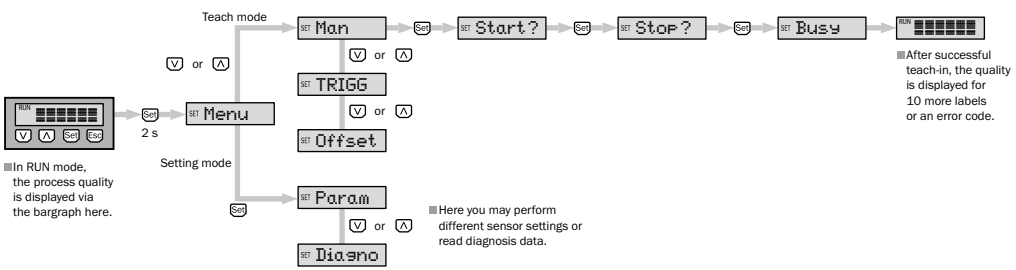 Teach mode
SET Man
Set
SET Start?
Set
SET Stop?
Set
SET Busy
RUN
V or Λ
V or Λ
After successful
teach-in, the quality
is displayed for
10 more labels
or an error code.
SET TRIGG
RUN
Set
SET Menu
V or Λ
V Λ Set Esc
2 s
SET Offset
In RUN mode,
the process quality
is displayed via
the bargraph here.
Setting mode
Set
SET Param
Here you may perform
different sensor settings or
read diagnosis data.
V or Λ
SET Diagno